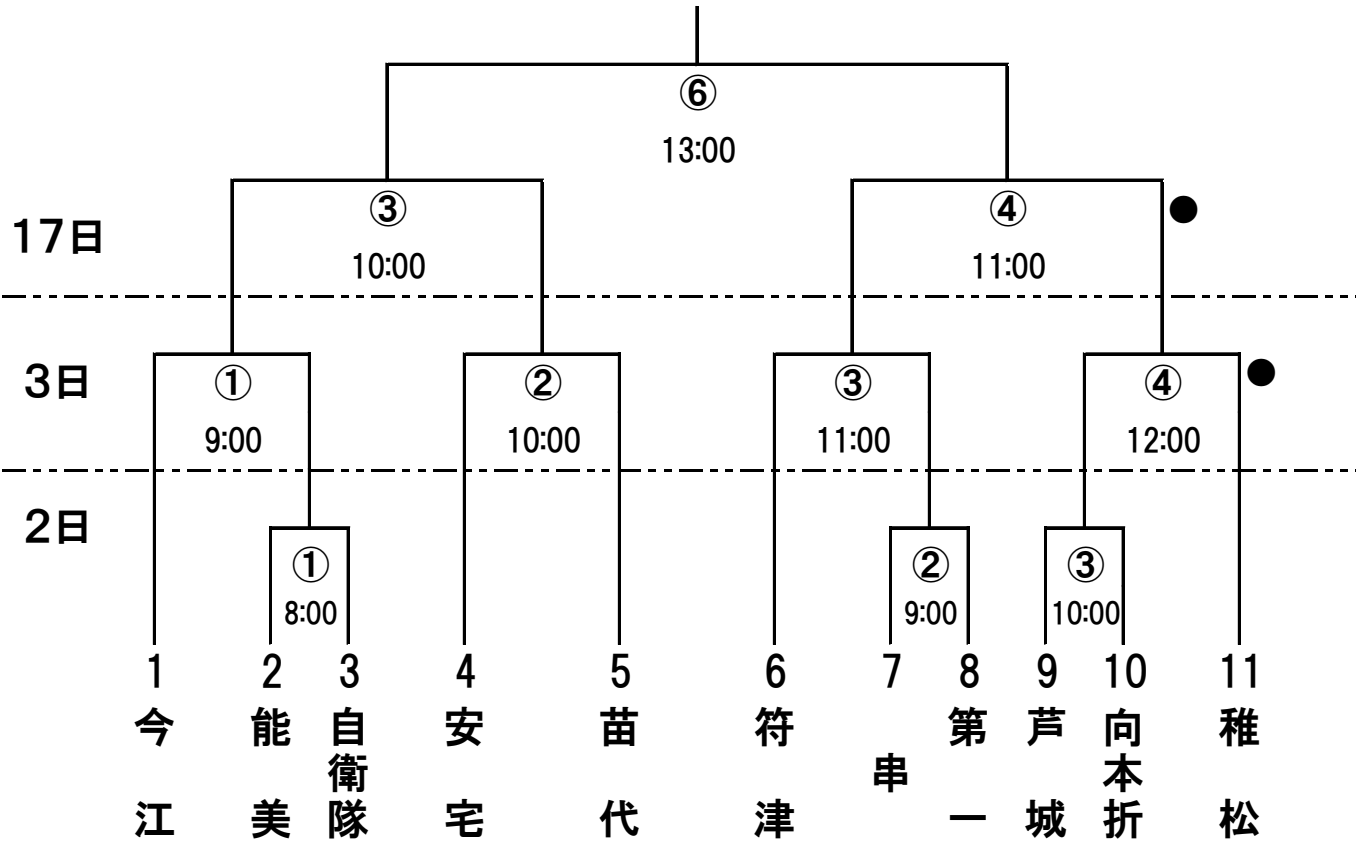 ⑥
13:00
17日
③
④
●
10:00
11:00
3日
①
②
③
④
●
9:00
10:00
11:00
12:00
2日
①
②
③
8:00
9:00
10:00
1
2
3
4
5
6
7
8
9
10
11
今江
能美
自衛隊
安宅
苗代
符津
串
第一
芦城
向本折
稚松